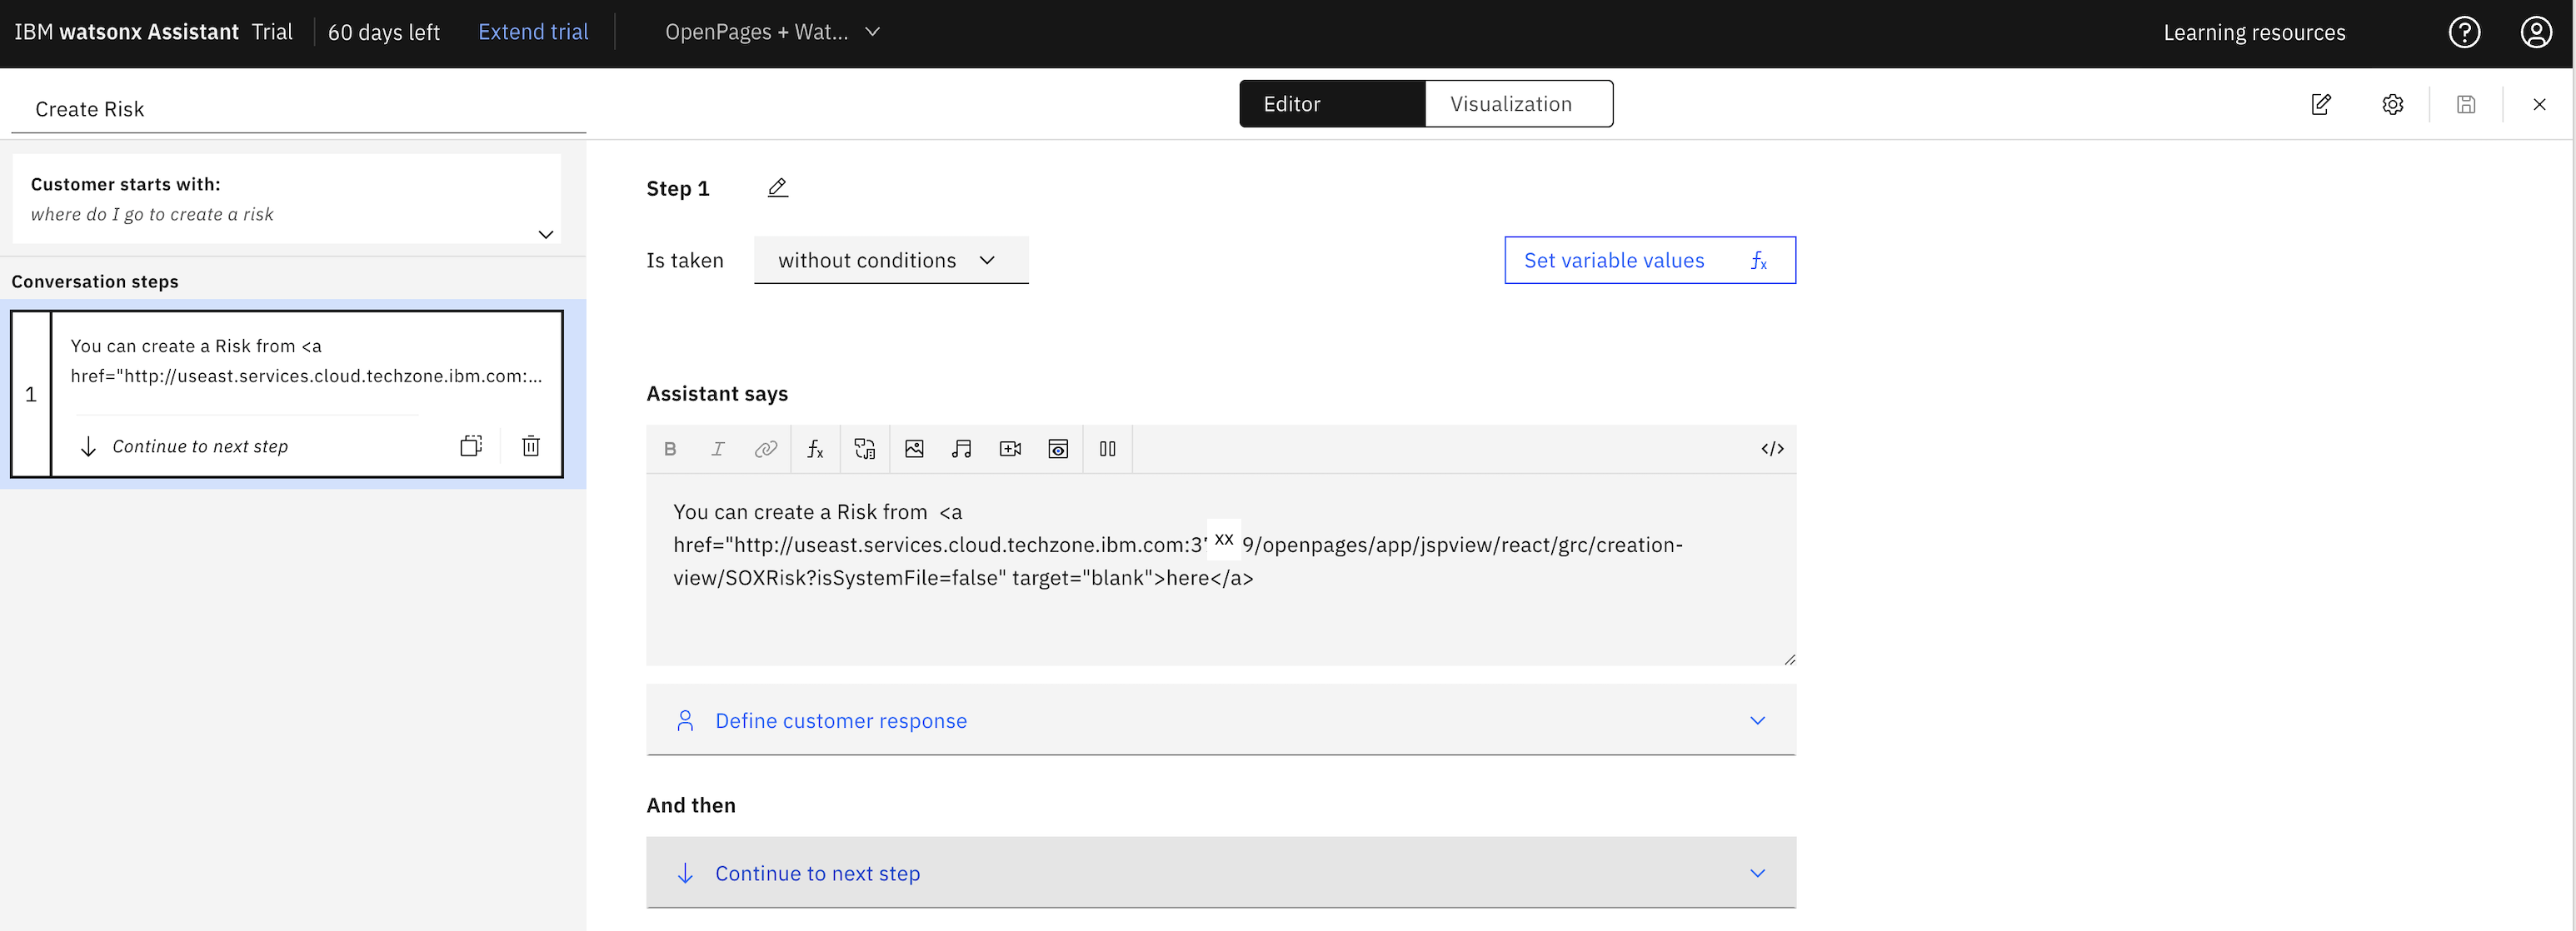 IBM watsonx Assistant Trial 60 days left Extend trial OpenPages + Wat... Learning resources
Create Risk
Editor Visualization
Customer starts with:
where do I go to create a risk
Conversation steps
1
You can create a Risk from <a
href="http://useast.services.cloud.techzone.ibm.com:...
Continue to next step
Step 1
Is taken without conditions Set variable values fx
Assistant says
B I fx </>
You can create a Risk from <a
href="http://useast.services.cloud.techzone.ibm.com:3 xx 9/openpages/app/jspview/react/grc/creation-
view/SOXRisk?isSystemFile=false" target="blank">here</a>
Define customer response
And then
Continue to next step